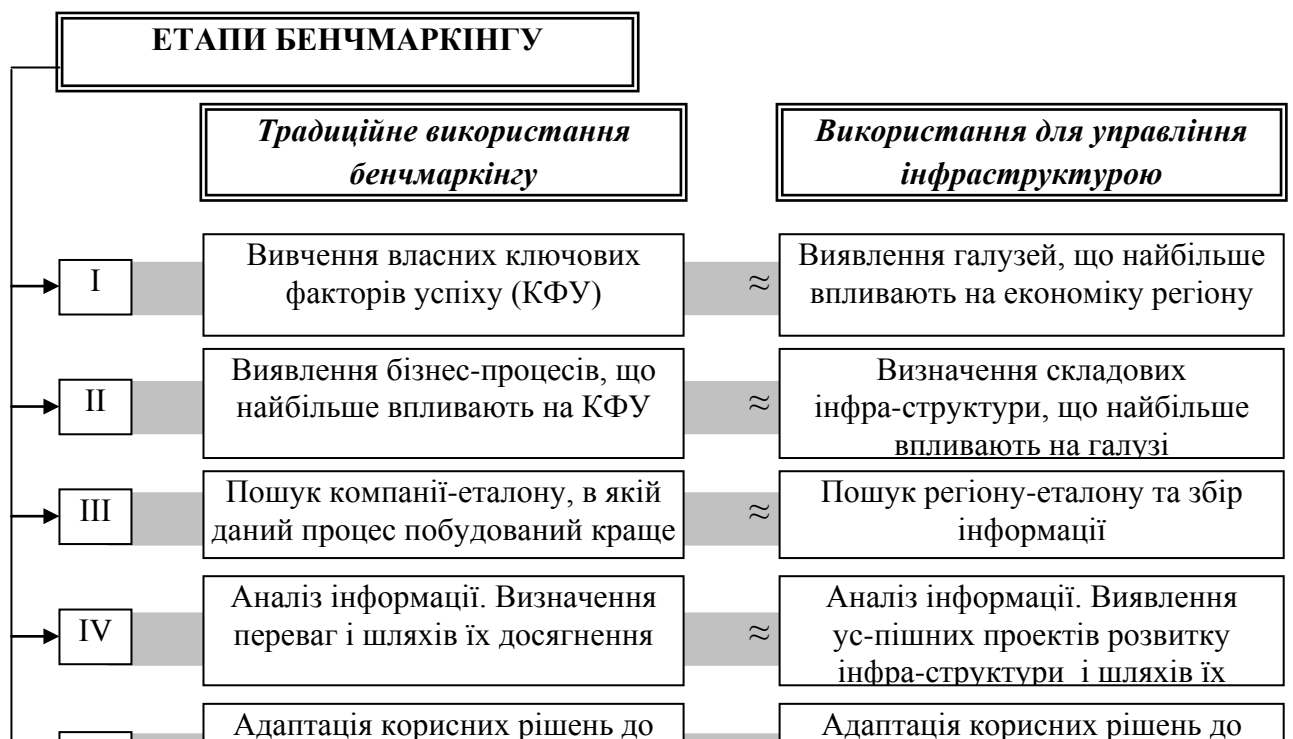 ЕТАПИ БЕНЧМАРКІНГУ
Традиційне використання
бенчмаркінгу
Використання для управління
інфраструктурою
I
Вивчення власних ключових
факторів успіху (КФУ)
≈
Виявлення галузей, що найбільше
впливають на економіку регіону
II
Виявлення бізнес-процесів, що
найбільше впливають на КФУ
≈
Визначення складових
інфра-структури, що найбільше
впливають на галузі
III
Пошук компанії-еталону, в якій
даний процес побудований краще
≈
Пошук регіону-еталону та збір
інформації
IV
Аналіз інформації. Визначення
переваг і шляхів їх досягнення
≈
Аналіз інформації. Виявлення
ус-пішних проектів розвитку
інфра-структури і шляхів їх
Адаптація корисних рішень до
Адаптація корисних рішень до